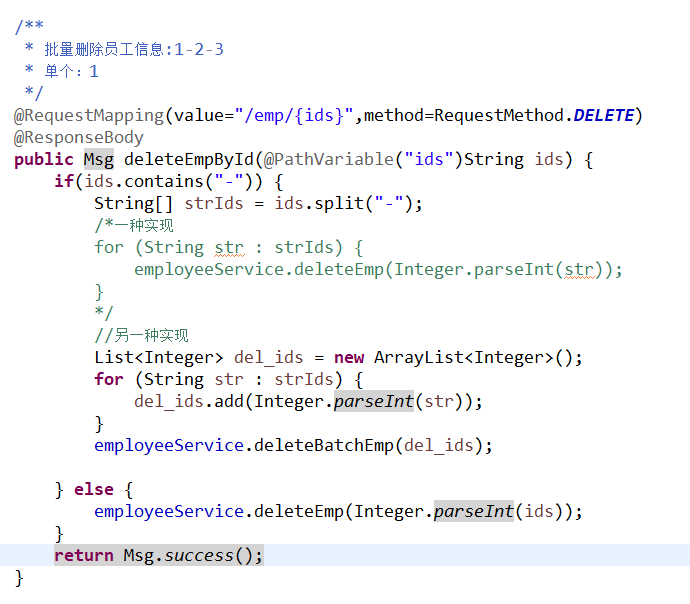 /**
 * 批量删除员工信息:1-2-3
 * 单个：1
 */
@RequestMapping(value="/emp/{ids}",method=RequestMethod.DELETE)
@ResponseBody
public Msg deleteEmpById(@PathVariable("ids")String ids) {
    if(ids.contains("-")) {
        String[] strIds = ids.split("-");
        /*一种实现
        for (String str : strIds) {
            employeeService.deleteEmp(Integer.parseInt(str));
        }
        */
        //另一种实现
        List<Integer> del_ids = new ArrayList<Integer>();
        for (String str : strIds) {
            del_ids.add(Integer.parseInt(str));
        }
        employeeService.deleteBatchEmp(del_ids);
    } else {
        employeeService.deleteEmp(Integer.parseInt(ids));
    }
    return Msg.success();
}